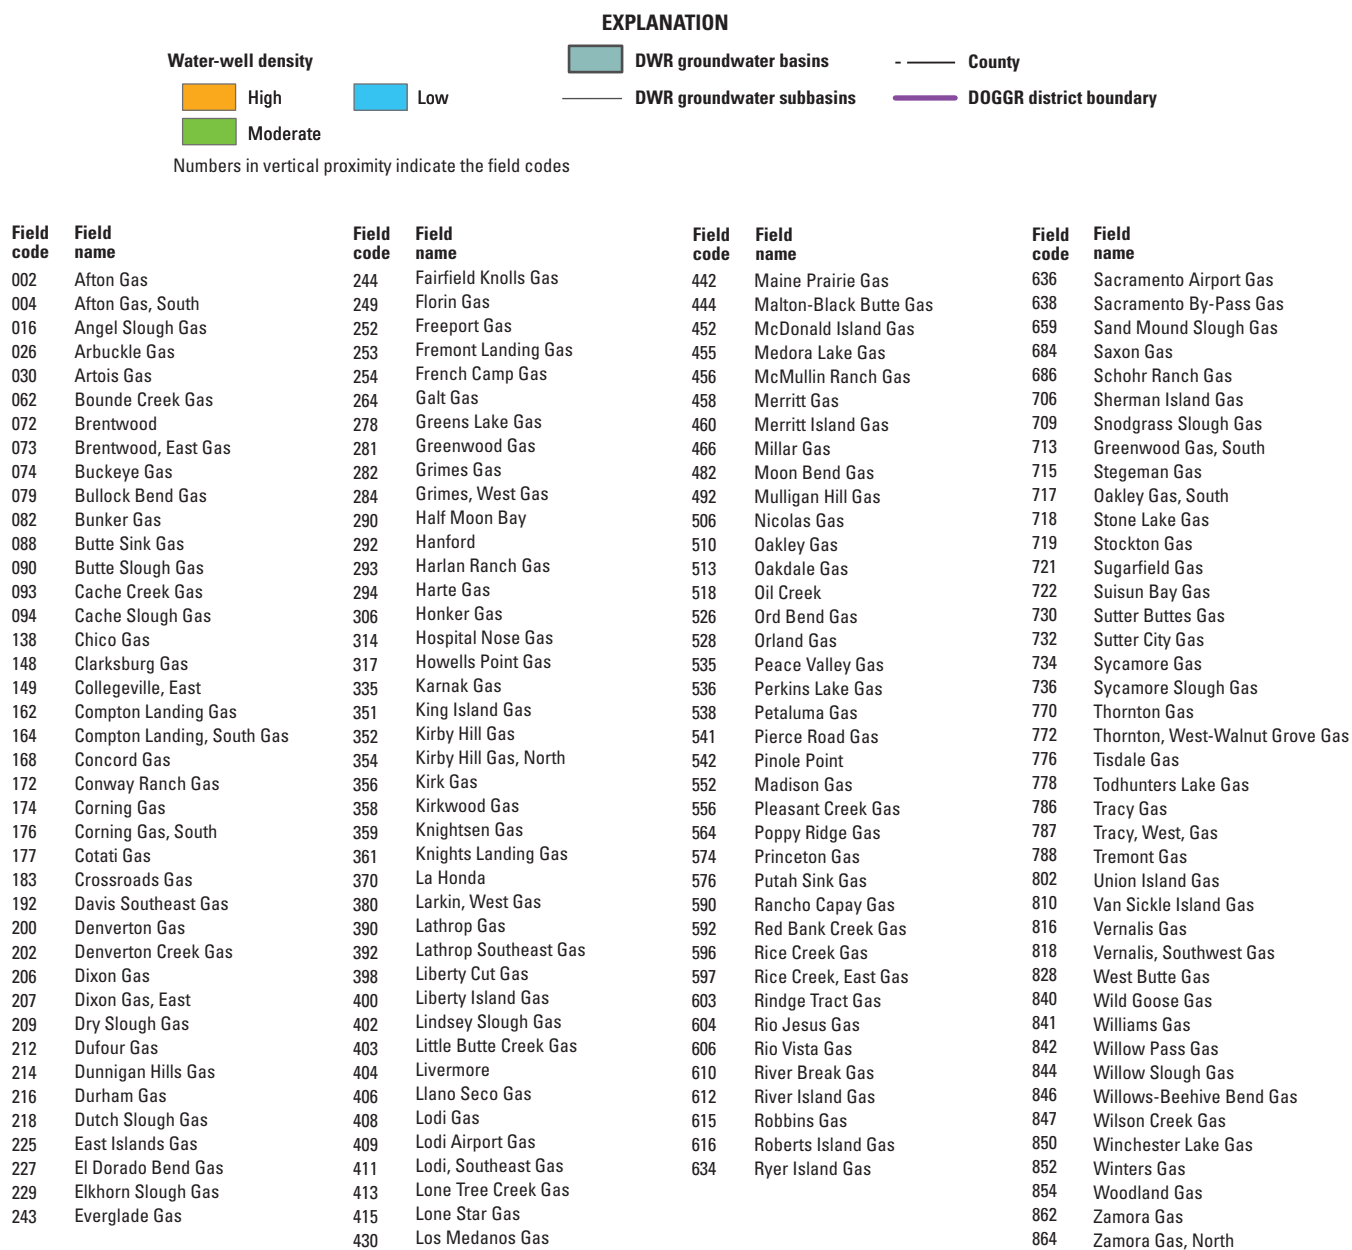 EXPLANATION
Water-well density
High
Low
Moderate
DWR groundwater basins
County
DWR groundwater subbasins
DOGGR district boundary
Numbers in vertical proximity indicate the field codes
Field code Field name
002 Afton Gas
004 Afton Gas, South
016 Angel Slough Gas
026 Arbuckle Gas
030 Artois Gas
062 Bounde Creek Gas
072 Brentwood
073 Brentwood, East Gas
074 Buckeye Gas
079 Bullock Bend Gas
082 Bunker Gas
088 Butte Sink Gas
090 Butte Slough Gas
093 Cache Creek Gas
094 Cache Slough Gas
138 Chico Gas
148 Clarksburg Gas
149 Collegeville, East
162 Compton Landing Gas
164 Compton Landing, South Gas
168 Concord Gas
172 Conway Ranch Gas
174 Corning Gas
176 Corning Gas, South
177 Cotati Gas
183 Crossroads Gas
192 Davis Southeast Gas
200 Denverton Gas
202 Denverton Creek Gas
206 Dixon Gas
207 Dixon Gas, East
209 Dry Slough Gas
212 Dufour Gas
214 Dunnigan Hills Gas
216 Durham Gas
218 Dutch Slough Gas
225 East Islands Gas
227 El Dorado Bend Gas
229 Elkhorn Slough Gas
243 Everglade Gas
Field code Field name
244 Fairfield Knolls Gas
249 Florin Gas
252 Freeport Gas
253 Fremont Landing Gas
254 French Camp Gas
264 Galt Gas
278 Greens Lake Gas
281 Greenwood Gas
282 Grimes Gas
284 Grimes, West Gas
290 Half Moon Bay
292 Hanford
293 Harlan Ranch Gas
294 Harte Gas
306 Honker Gas
314 Hospital Nose Gas
317 Howells Point Gas
335 Karnak Gas
351 King Island Gas
352 Kirby Hill Gas
354 Kirby Hill Gas, North
356 Kirk Gas
358 Kirkwood Gas
359 Knightsen Gas
361 Knights Landing Gas
370 La Honda
380 Larkin, West Gas
390 Lathrop Gas
392 Lathrop Southeast Gas
398 Liberty Cut Gas
400 Liberty Island Gas
402 Lindsey Slough Gas
403 Little Butte Creek Gas
404 Livermore
406 Llano Seco Gas
408 Lodi Gas
409 Lodi Airport Gas
411 Lodi, Southeast Gas
413 Lone Tree Creek Gas
415 Lone Star Gas
430 Los Medanos Gas
Field code Field name
442 Maine Prairie Gas
444 Malton-Black Butte Gas
452 McDonald Island Gas
455 Medora Lake Gas
456 McMullin Ranch Gas
458 Merritt Gas
460 Merritt Island Gas
466 Millar Gas
482 Moon Bend Gas
492 Mulligan Hill Gas
506 Nicolas Gas
510 Oakley Gas
513 Oakdale Gas
518 Oil Creek
526 Ord Bend Gas
528 Orland Gas
535 Peace Valley Gas
536 Perkins Lake Gas
538 Petaluma Gas
541 Pierce Road Gas
542 Pinole Point
552 Madison Gas
556 Pleasant Creek Gas
564 Poppy Ridge Gas
574 Princeton Gas
576 Putah Sink Gas
590 Rancho Capay Gas
592 Red Bank Creek Gas
596 Rice Creek Gas
597 Rice Creek, East Gas
603 Rindge Tract Gas
604 Rio Jesus Gas
606 Rio Vista Gas
610 River Break Gas
612 River Island Gas
615 Robbins Gas
616 Roberts Island Gas
634 Ryer Island Gas
Field code Field name
636 Sacramento Airport Gas
638 Sacramento By-Pass Gas
659 Sand Mound Slough Gas
684 Saxon Gas
686 Schohr Ranch Gas
706 Sherman Island Gas
709 Snodgrass Slough Gas
713 Greenwood Gas, South
715 Stegeman Gas
717 Oakley Gas, South
718 Stone Lake Gas
719 Stockton Gas
721 Sugarfield Gas
722 Suisun Bay Gas
730 Sutter Buttes Gas
732 Sutter City Gas
734 Sycamore Gas
736 Sycamore Slough Gas
770 Thornton Gas
772 Thornton, West-Walnut Grove Gas
776 Tisdale Gas
778 Todhunters Lake Gas
786 Tracy Gas
787 Tracy, West, Gas
788 Tremont Gas
802 Union Island Gas
810 Van Sickle Island Gas
816 Vernalis Gas
818 Vernalis, Southwest Gas
828 West Butte Gas
840 Wild Goose Gas
841 Williams Gas
842 Willow Pass Gas
844 Willow Slough Gas
846 Willows-Beehive Bend Gas
847 Wilson Creek Gas
850 Winchester Lake Gas
852 Winters Gas
854 Woodland Gas
862 Zamora Gas
864 Zamora Gas, North